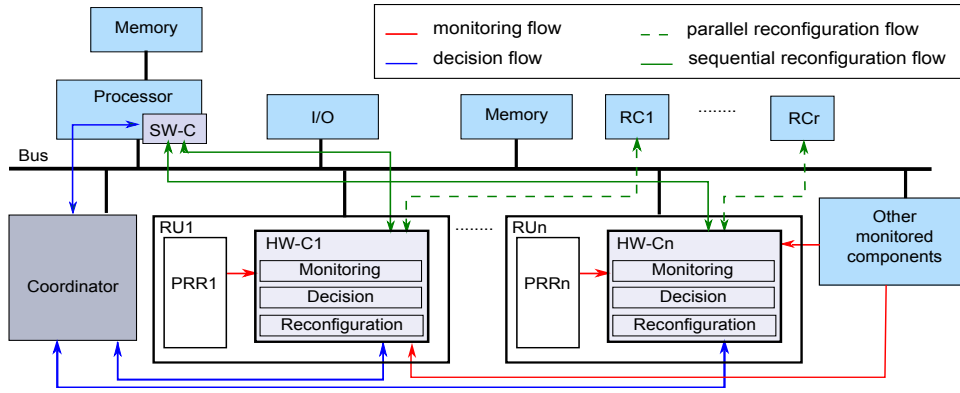 Memory
monitoring flow
decision flow
parallel reconfiguration flow
sequential reconfiguration flow
Processor
SW-C
I/O
Memory
RC1
........
RCr
Bus
Coordinator
RU1
PRR1
HW-C1
Monitoring
Decision
Reconfiguration
........
RUn
PRRn
HW-Cn
Monitoring
Decision
Reconfiguration
Other
monitored
components